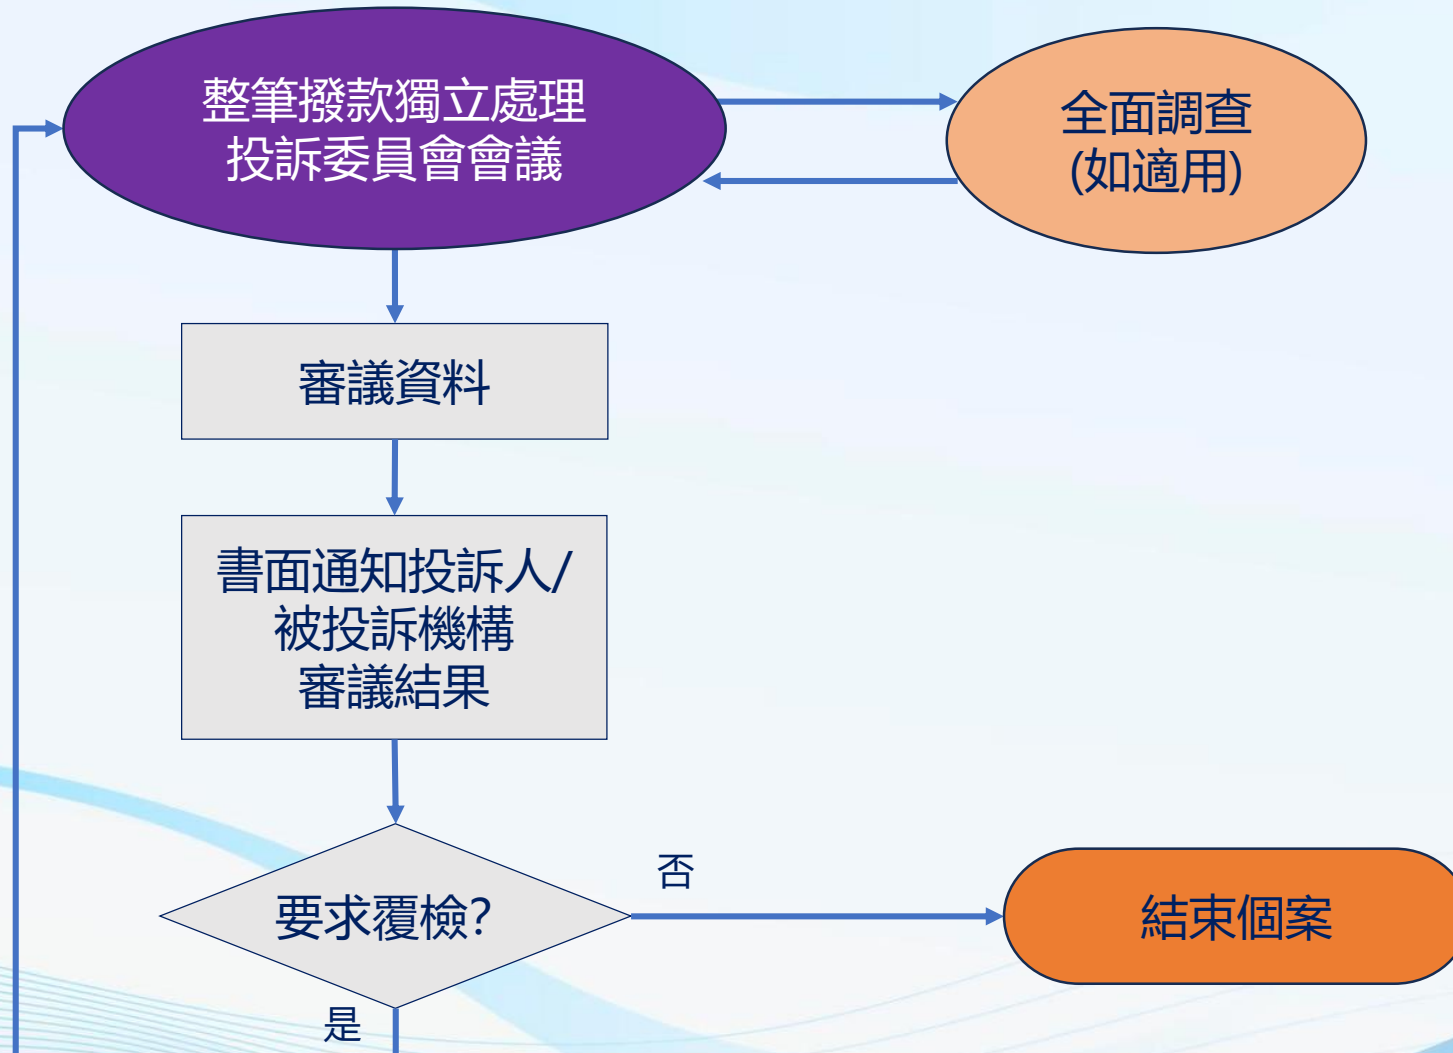 整筆撥款獨立處理
投訴委員會會議
全面調查
(如適用)
審議資料
書面通知投訴人/
被投訴機構
審議結果
要求覆檢?
否
結束個案
是